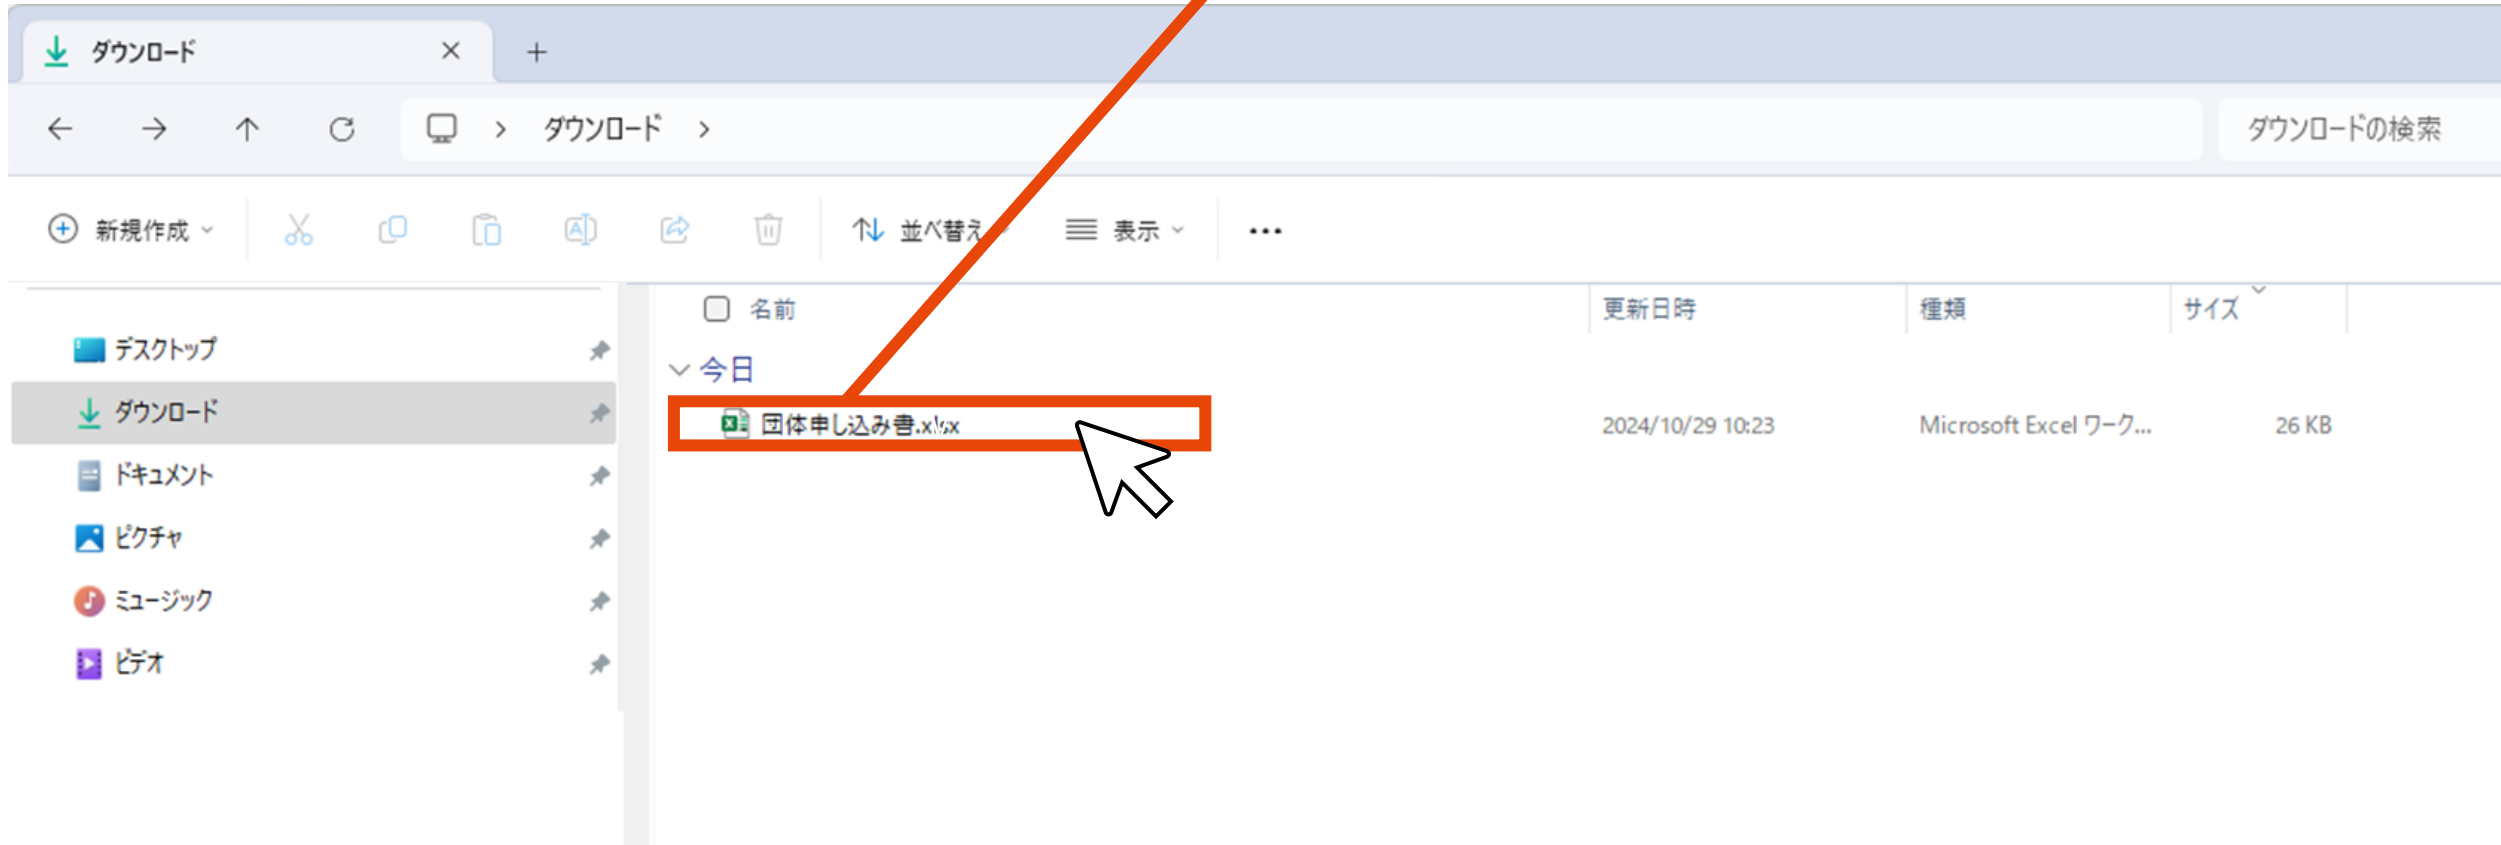 ダウンロード
ダウンロード
ダウンロードの検索
新規作成 並べ替え 表示
名前 更新日時 種類 サイズ
今日
団体申し込み書.xlsx 2024/10/29 10:23 Microsoft Excel ワーク... 26 KB
デスクトップ
ダウンロード
ドキュメント
ピクチャ
ミュージック
ビデオ